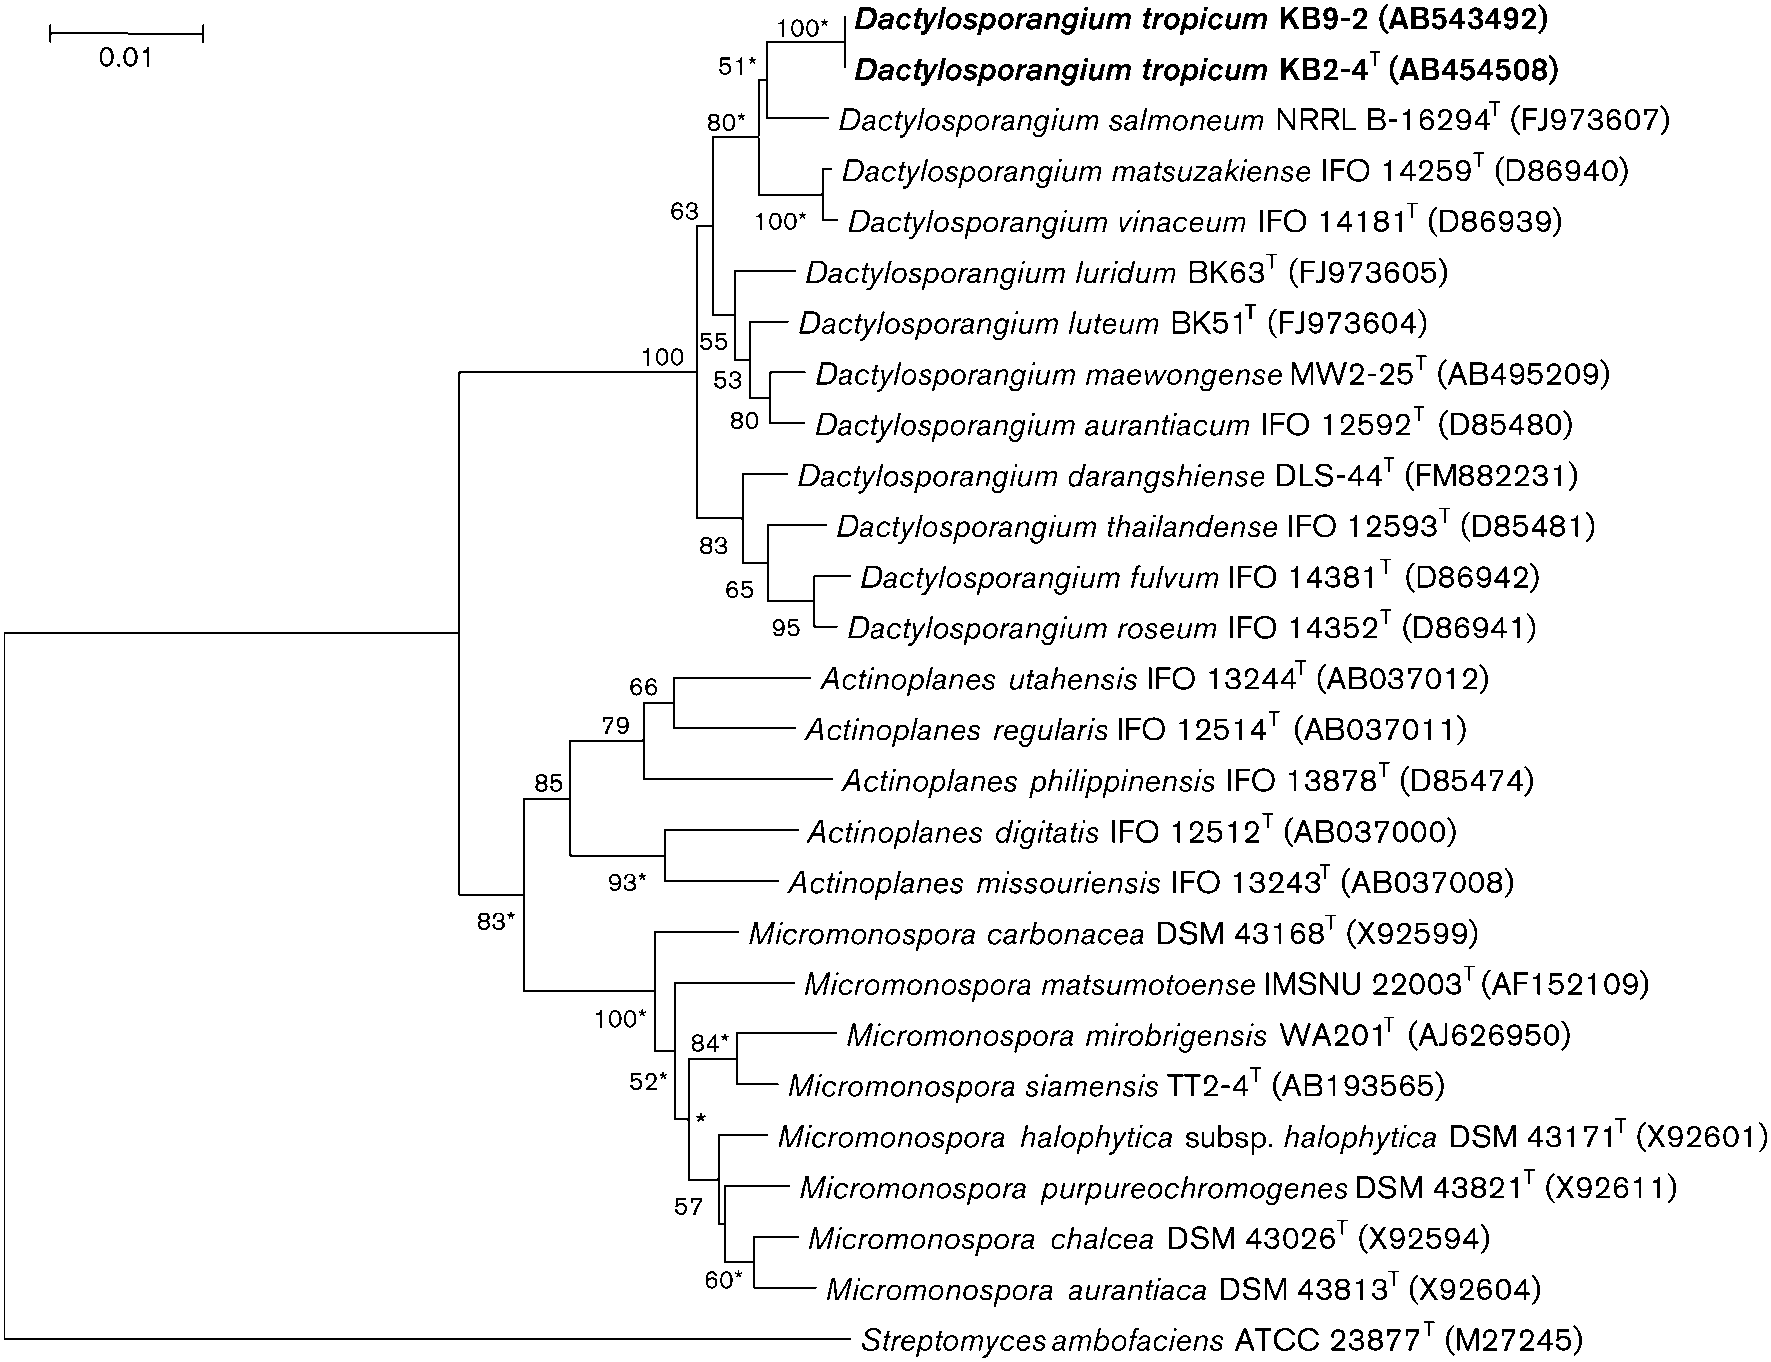 0.01
100*
Dactylosporangium tropicum KB9-2 (AB543492)
51*
Dactylosporangium tropicum KB2-4T (AB454508)
80*
Dactylosporangium salmoneum NRRL B-16294T (FJ973607)
Dactylosporangium matsuzakiense IFO 14259T (D86940)
63
100*
Dactylosporangium vinaceum IFO 14181T (D86939)
Dactylosporangium luridum BK63T (FJ973605)
Dactylosporangium luteum BK51T (FJ973604)
55
100
53
Dactylosporangium maewongense MW2-25T (AB495209)
80
Dactylosporangium aurantiacum IFO 12592T (D85480)
Dactylosporangium darangshiense DLS-44T (FM882231)
83
Dactylosporangium thailandense IFO 12593T (D85481)
65
Dactylosporangium fulvum IFO 14381T (D86942)
95
Dactylosporangium roseum IFO 14352T (D86941)
66
Actinoplanes utahensis IFO 13244T (AB037012)
79
Actinoplanes regularis IFO 12514T (AB037011)
85
Actinoplanes philippinensis IFO 13878T (D85474)
Actinoplanes digitatis IFO 12512T (AB037000)
93*
Actinoplanes missouriensis IFO 13243T (AB037008)
83*
Micromonospora carbonacea DSM 43168T (X92599)
Micromonospora matsumotoense IMSNU 22003T (AF152109)
100*
84*
Micromonospora mirobrigensis WA201T (AJ626950)
52*
Micromonospora siamensis TT2-4T (AB193565)
*
Micromonospora halophytica subsp. halophytica DSM 43171T (X92601)
57
Micromonospora purpureochromogenes DSM 43821T (X92611)
Micromonospora chalcea DSM 43026T (X92594)
60*
Micromonospora aurantiaca DSM 43813T (X92604)
Streptomyces ambofaciens ATCC 23877T (M27245)